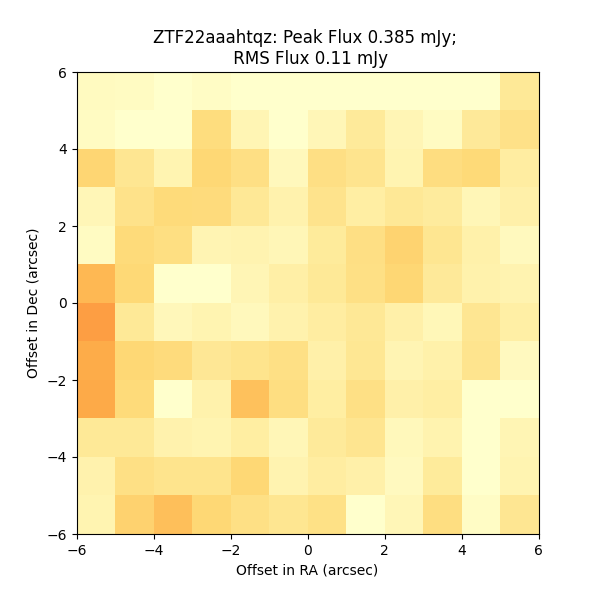 ZTF22aaahtqz: Peak Flux 0.385 mJy;
RMS Flux 0.11 mJy
6
4
2
0
−2
−4
−6
Offset in Dec (arcsec)
−6 −4 −2 0 2 4 6
Offset in RA (arcsec)